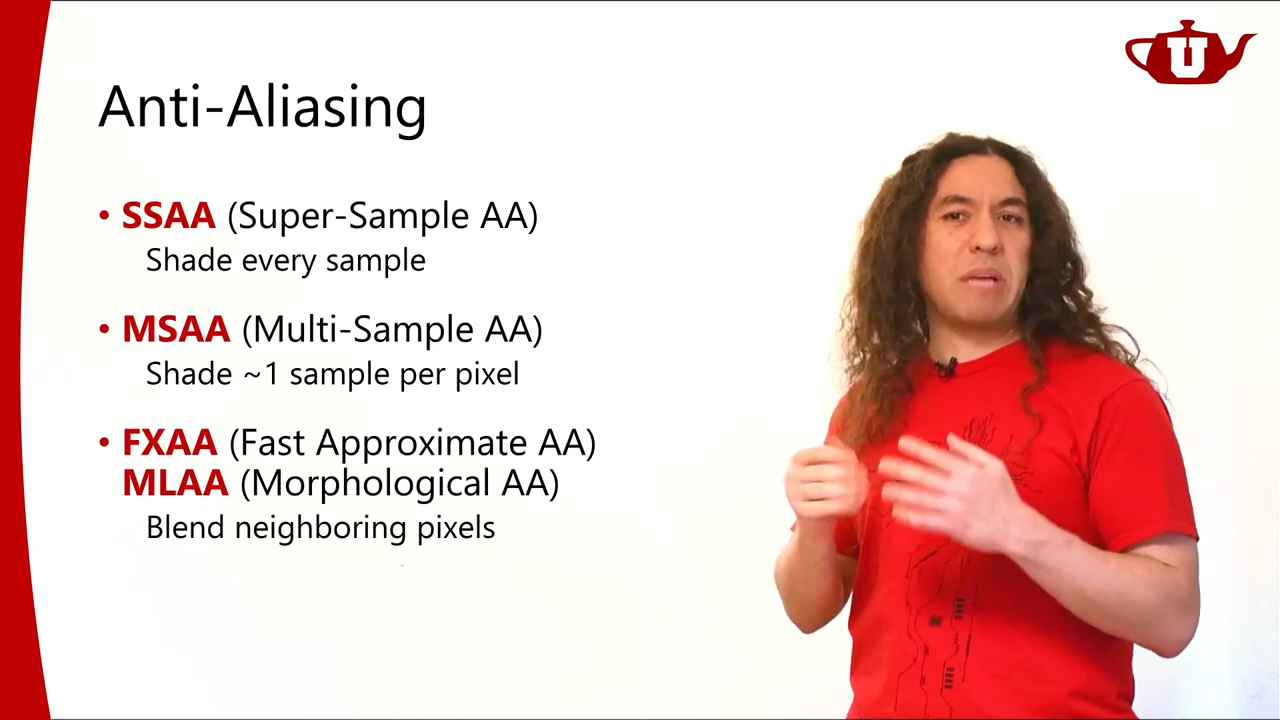 U
Anti-Aliasing
• SSAA (Super-Sample AA)
Shade every sample
• MSAA (Multi-Sample AA)
Shade ~1 sample per pixel
• FXAA (Fast Approximate AA)
MLAA (Morphological AA)
Blend neighboring pixels